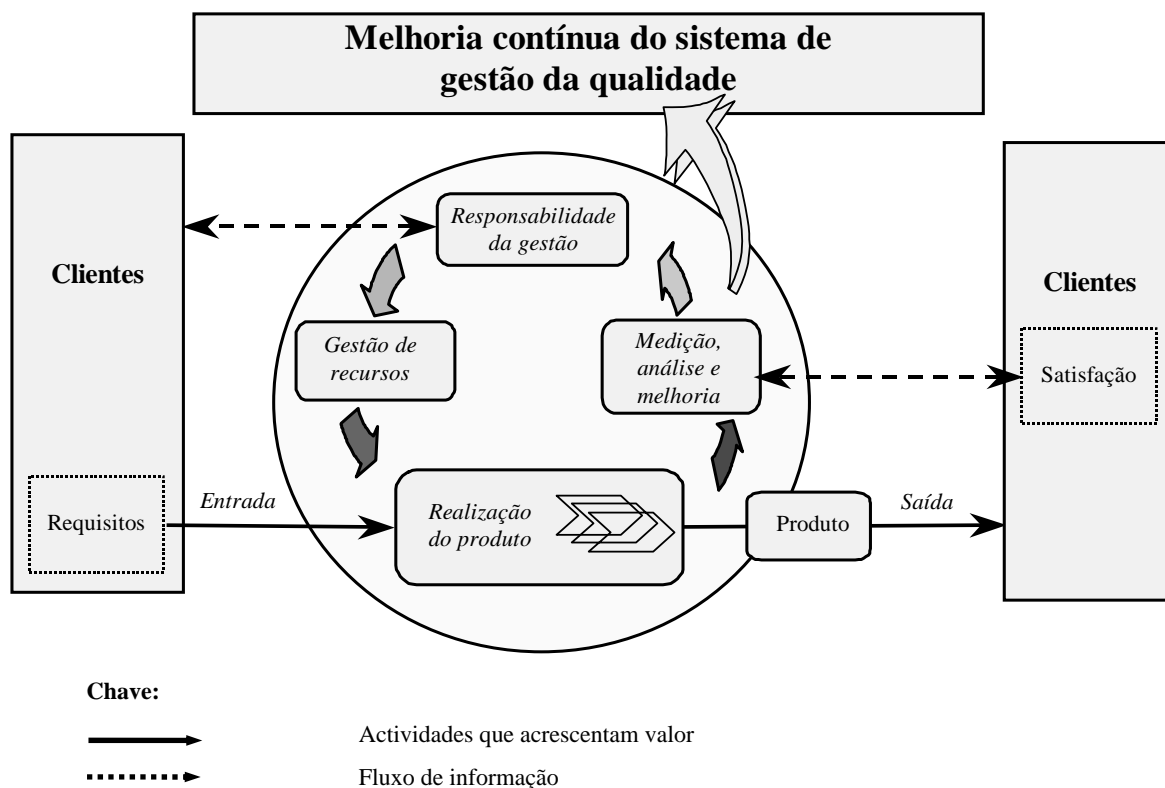 Melhoria contínua do sistema de
gestão da qualidade
Responsabilidade
da gestão
Clientes
Clientes
Gestão de
recursos
Medição,
análise e
melhoria
Satisfação
Requisitos
Entrada
Realização
do produto
Produto
Saída
Chave:
Actividades que acrescentam valor
Fluxo de informação